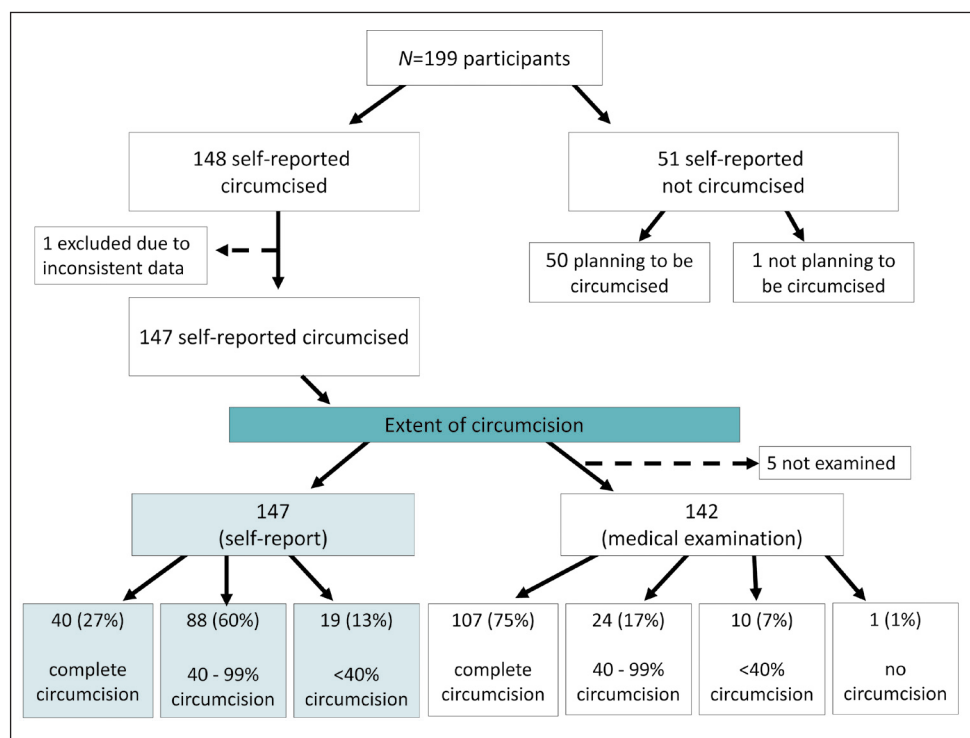 N=199 participants
148 self-reported
circumcised
51 self-reported
not circumcised
1 excluded due to
inconsistent data
50 planning to be
circumcised
1 not planning to
be circumcised
147 self-reported circumcised
Extent of circumcision
5 not examined
147
(self-report)
142
(medical examination)
40 (27%)
complete
circumcision
88 (60%)
40 - 99%
circumcision
19 (13%)
<40%
circumcision
107 (75%)
complete
circumcision
24 (17%)
40 - 99%
circumcision
10 (7%)
<40%
circumcision
1 (1%)
no
circumcision